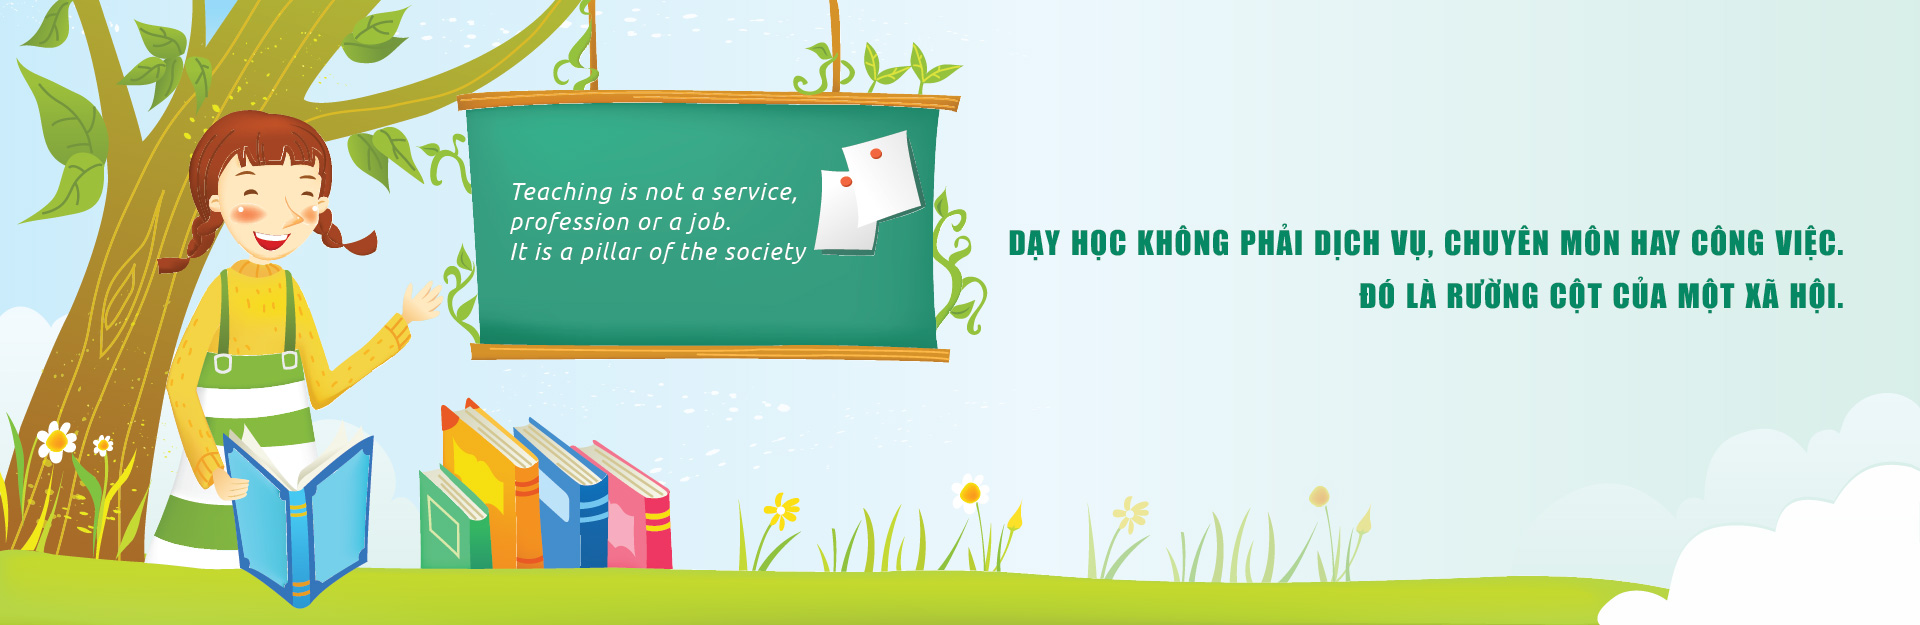 Teaching is not a service,
profession or a job.
It is a pillar of the society
DẠY HỌC KHÔNG PHẢI DỊCH VỤ, CHUYÊN MÔN HAY CÔNG VIỆC.
ĐÓ LÀ RƯỜNG CỘT CỦA MỘT XÃ HỘI.